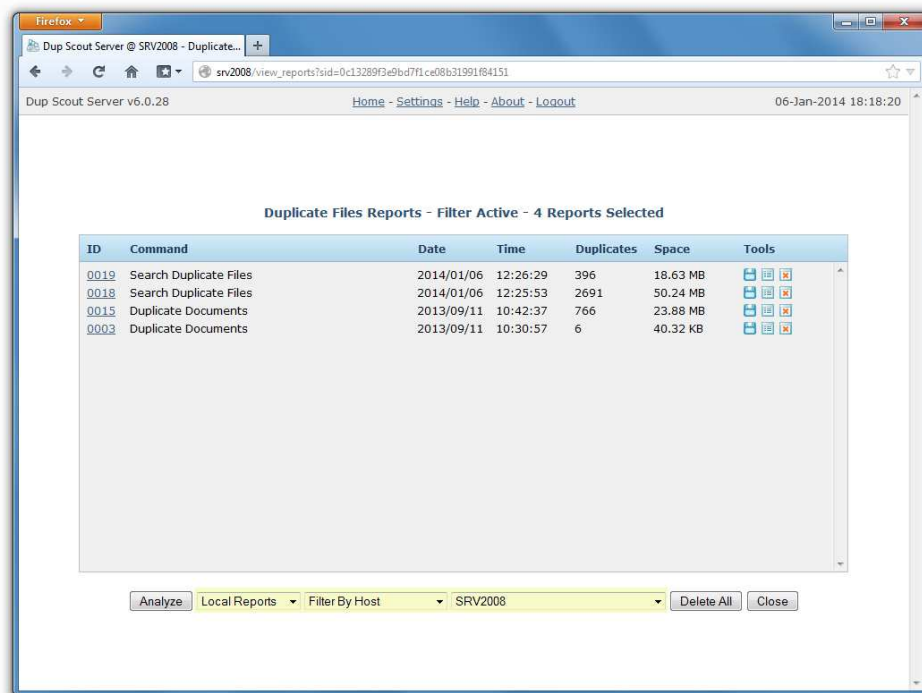 Firefox
Dup Scout Server @ SRV2008 - Duplicate...
srv2008/view_reports?sid=0c13289f3e9bd7f1ce08b31991f84151
Dup Scout Server v6.0.28 Home - Settings - Help - About - Logout 06-Jan-2014 18:18:20
Duplicate Files Reports - Filter Active - 4 Reports Selected
ID Command Date Time Duplicates Space Tools
0019 Search Duplicate Files 2014/01/06 12:26:29 396 18.63 MB
0018 Search Duplicate Files 2014/01/06 12:25:53 2691 50.24 MB
0015 Duplicate Documents 2013/09/11 10:42:37 766 23.88 MB
0003 Duplicate Documents 2013/09/11 10:30:57 6 40.32 KB
Analyze Local Reports Filter By Host SRV2008 Delete All Close